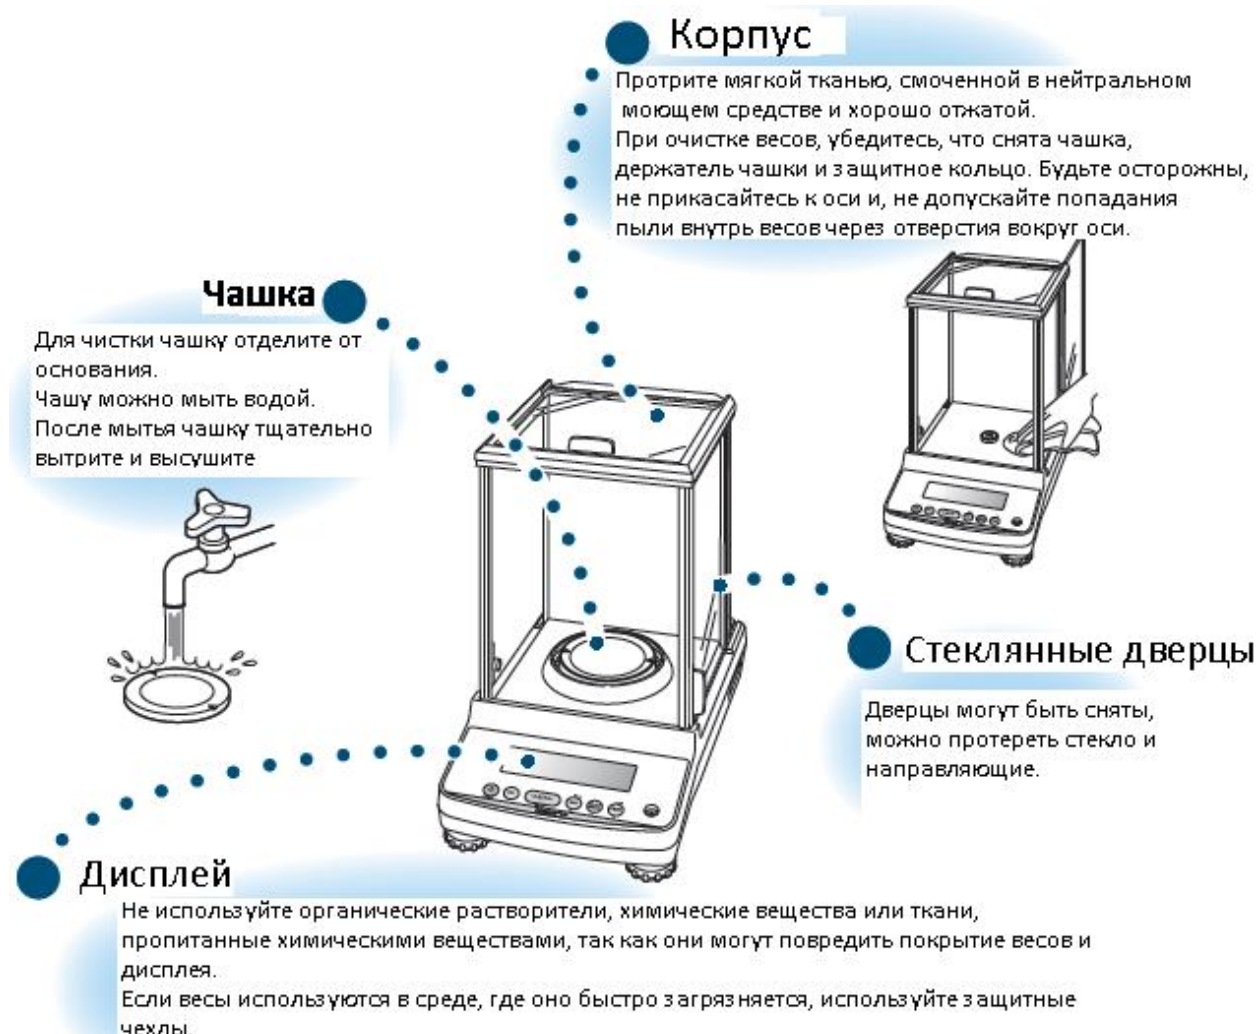 Корпус
Протрите мягкой тканью, смоченной в нейтральном
моющем средстве и хорошо отжатой.
При очистке весов, убедитесь, что снята чашка,
держатель чашки и защитное кольцо. Будьте осторожны,
не прикасайтесь к оси и, не допускайте попадания
пыли внутрь весов через отверстия вокруг оси.
Чашка
Для чистки чашку отделите от
основания.
Чашу можно мыть водой.
После мытья чашку тщательно
вытрите и высушите
Стеклянные дверцы
Дверцы могут быть сняты,
можно протереть стекло и
направляющие.
Дисплей
Не используйте органические растворители, химические вещества или ткани,
пропитанные химическими веществами, так как они могут повредить покрытие весов и
дисплея.
Если весы используются в среде, где оно быстро загрязняется, используйте защитные
чехлы.